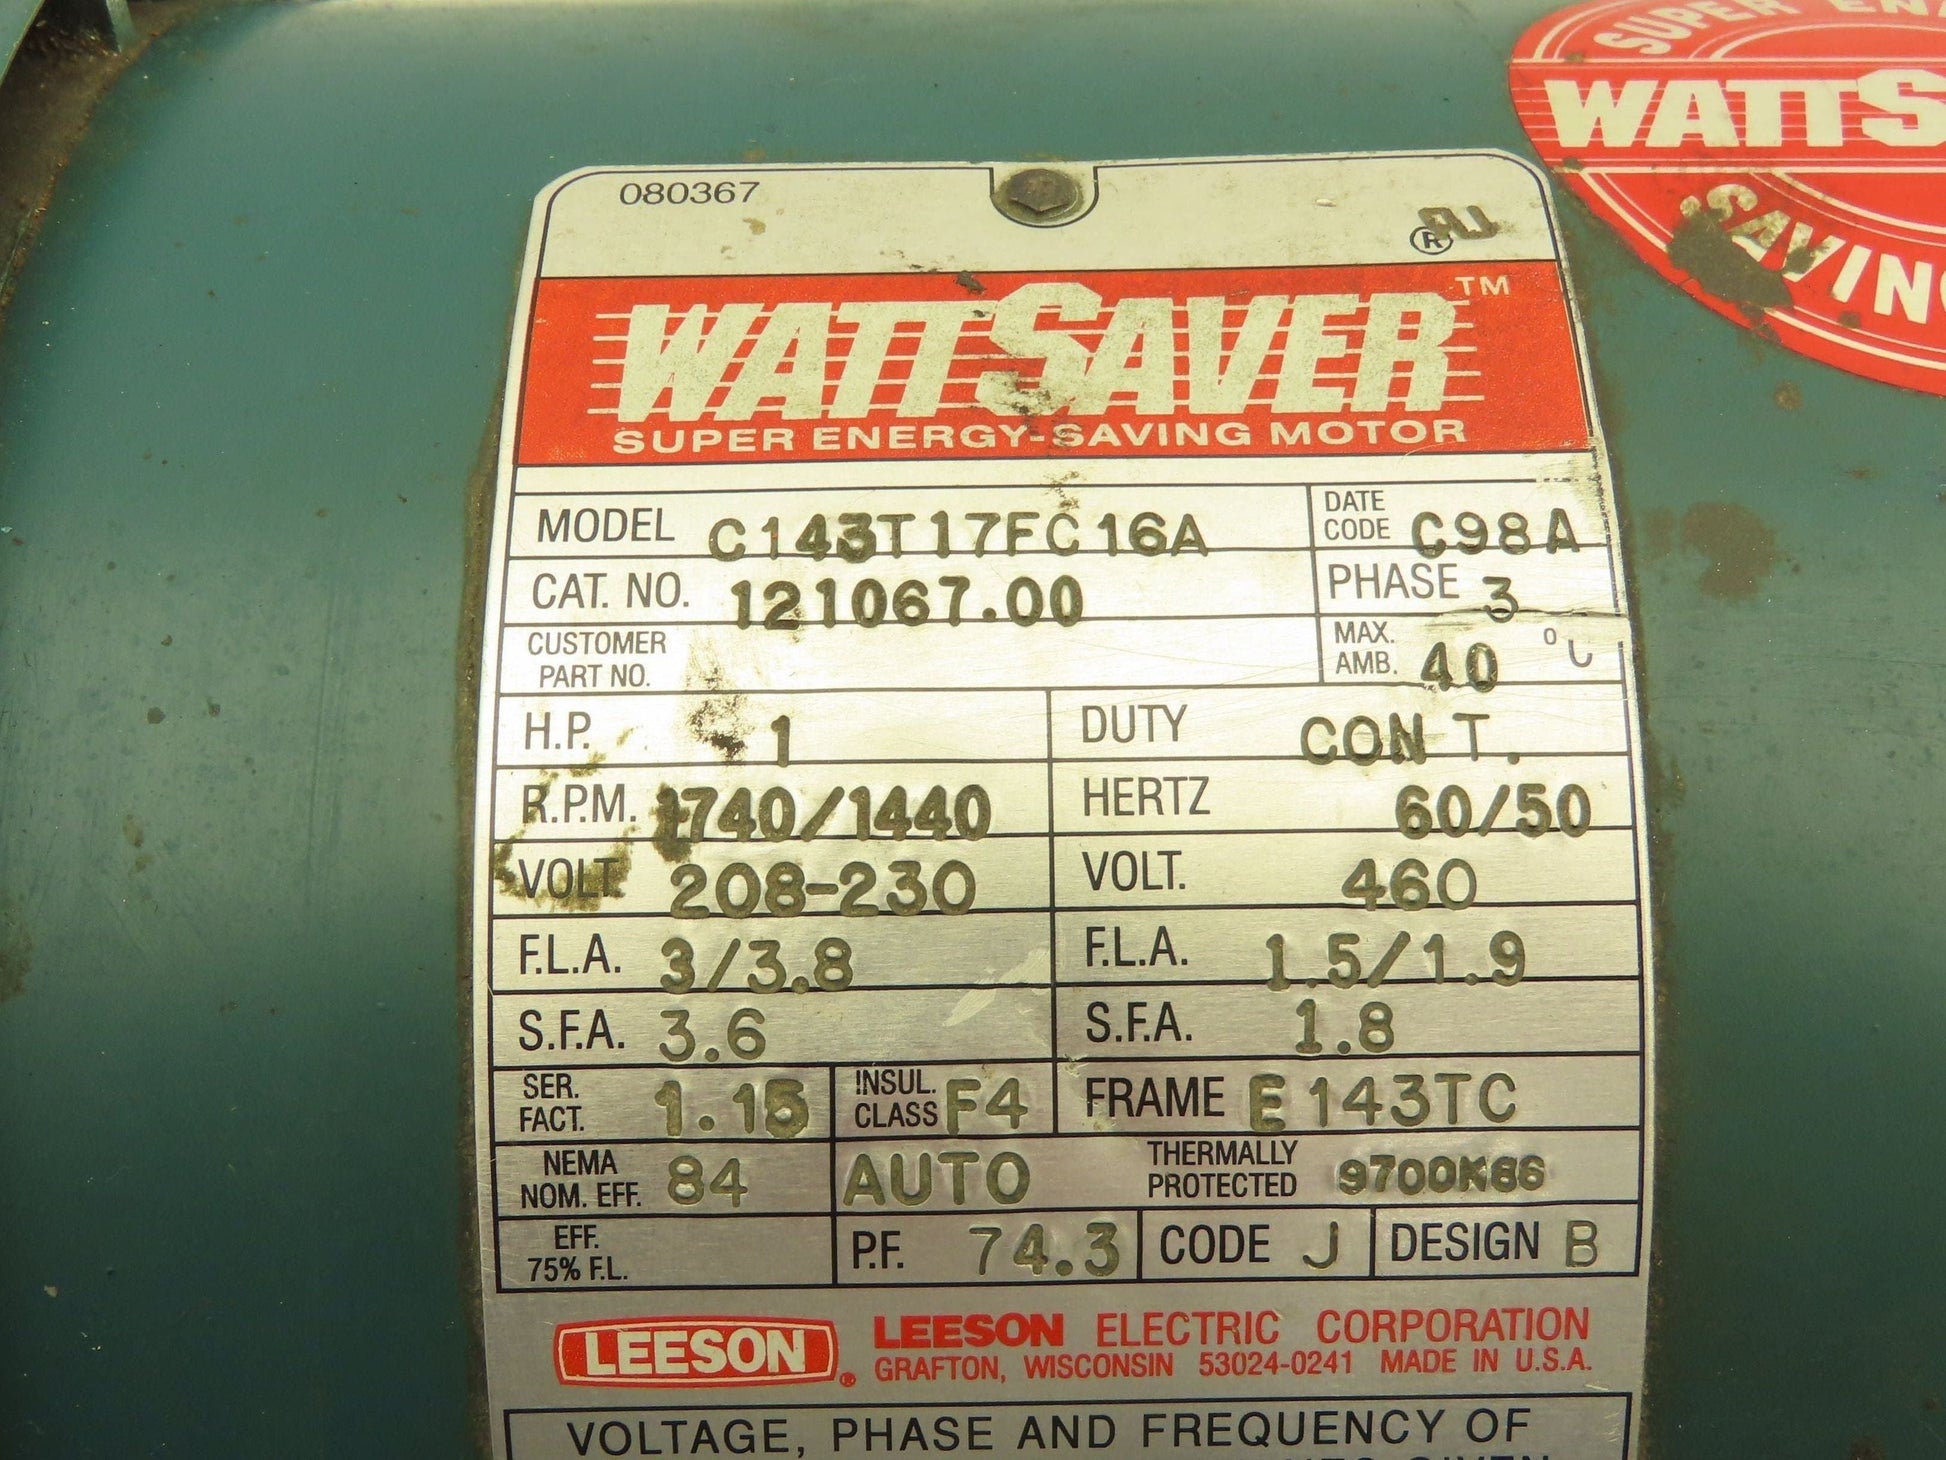 SUPER EN
WATTS
SAVIN
080367
®
WATTSAVER™
SUPER ENERGY-SAVING MOTOR
MODEL C143T17FC16A
DATE CODE C98A
CAT. NO. 121067.00
PHASE 3
CUSTOMER PART NO.
MAX. AMB. 40 °C
H.P. 1
DUTY CONT.
R.P.M. 1740/1440
HERTZ 60/50
VOLT 208-230
VOLT. 460
F.L.A. 3/3.8
F.L.A. 1.5/1.9
S.F.A. 3.6
S.F.A. 1.8
SER. FACT. 1.15
INSUL. CLASS F4
FRAME E143TC
NEMA NOM. EFF. 84
AUTO THERMALLY PROTECTED 9700K86
EFF. 75% F.L.
P.F. 74.3
CODE J
DESIGN B
LEESON®
LEESON ELECTRIC CORPORATION
GRAFTON, WISCONSIN 53024-0241 MADE IN U.S.A.
VOLTAGE, PHASE AND FREQUENCY OF